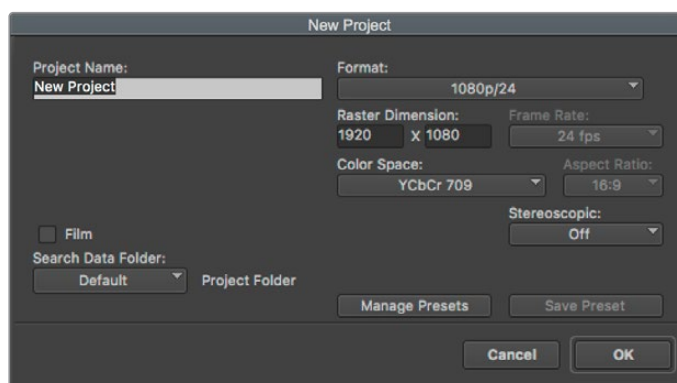 New Project
Project Name:
New Project
Format:
1080p/24
Raster Dimension:
1920 x 1080
Frame Rate:
24 fps
Color Space:
YCbCr 709
Aspect Ratio:
16:9
Stereoscopic:
Off
Film
Search Data Folder:
Default Project Folder
Manage Presets Save Preset
Cancel OK